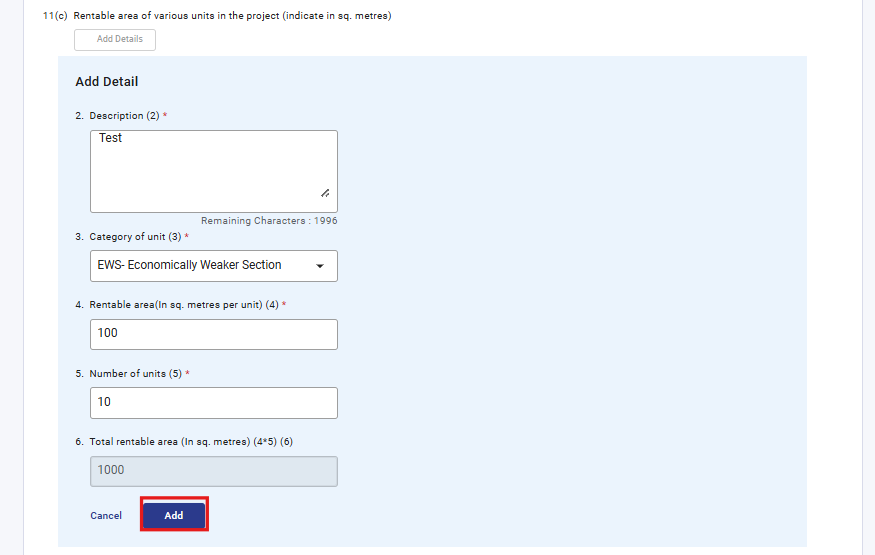 11(c) Rentable area of various units in the project (indicate in sq. metres)
Add Details
Add Detail
2. Description (2) *
Test
Remaining Characters : 1996
3. Category of unit (3) *
EWS- Economically Weaker Section
4. Rentable area(In sq. metres per unit) (4) *
100
5. Number of units (5) *
10
6. Total rentable area (In sq. metres) (4*5) (6)
1000
Cancel Add